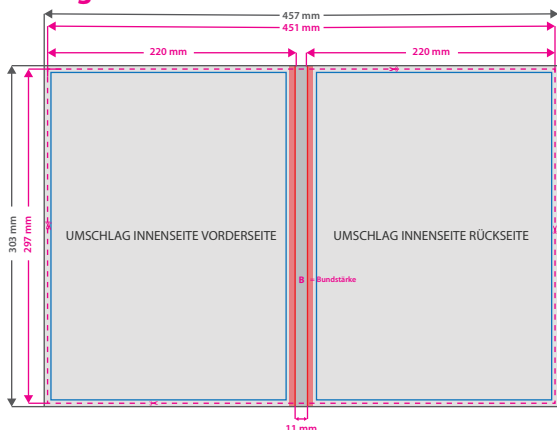 457 mm
451 mm
220 mm
220 mm
303 mm
297 mm
UMSCHLAG INNENSEITE VORDERSEITE
UMSCHLAG INNENSEITE RÜCKSEITE
B = Bundstärke
11 mm